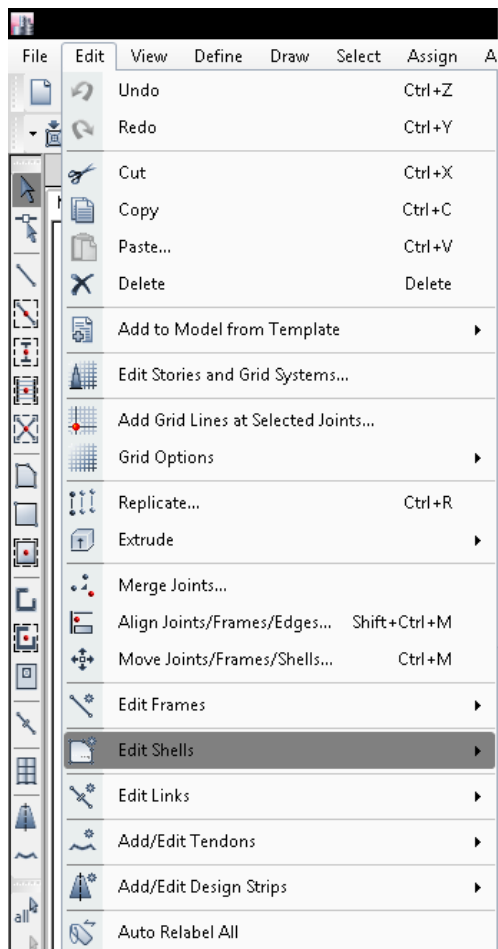 File Edit View Define Draw Select Assign A
Undo Ctrl+Z
Redo Ctrl+Y
Cut Ctrl+X
Copy Ctrl+C
Paste... Ctrl+V
Delete Delete
Add to Model from Template
Edit Stories and Grid Systems...
Add Grid Lines at Selected Joints...
Grid Options
Replicate... Ctrl+R
Extrude
Merge Joints...
Align Joints/Frames/Edges... Shift+Ctrl+M
Move Joints/Frames/Shells... Ctrl+M
Edit Frames
Edit Shells
Edit Links
Add/Edit Tendons
Add/Edit Design Strips
all
Auto Relabel All